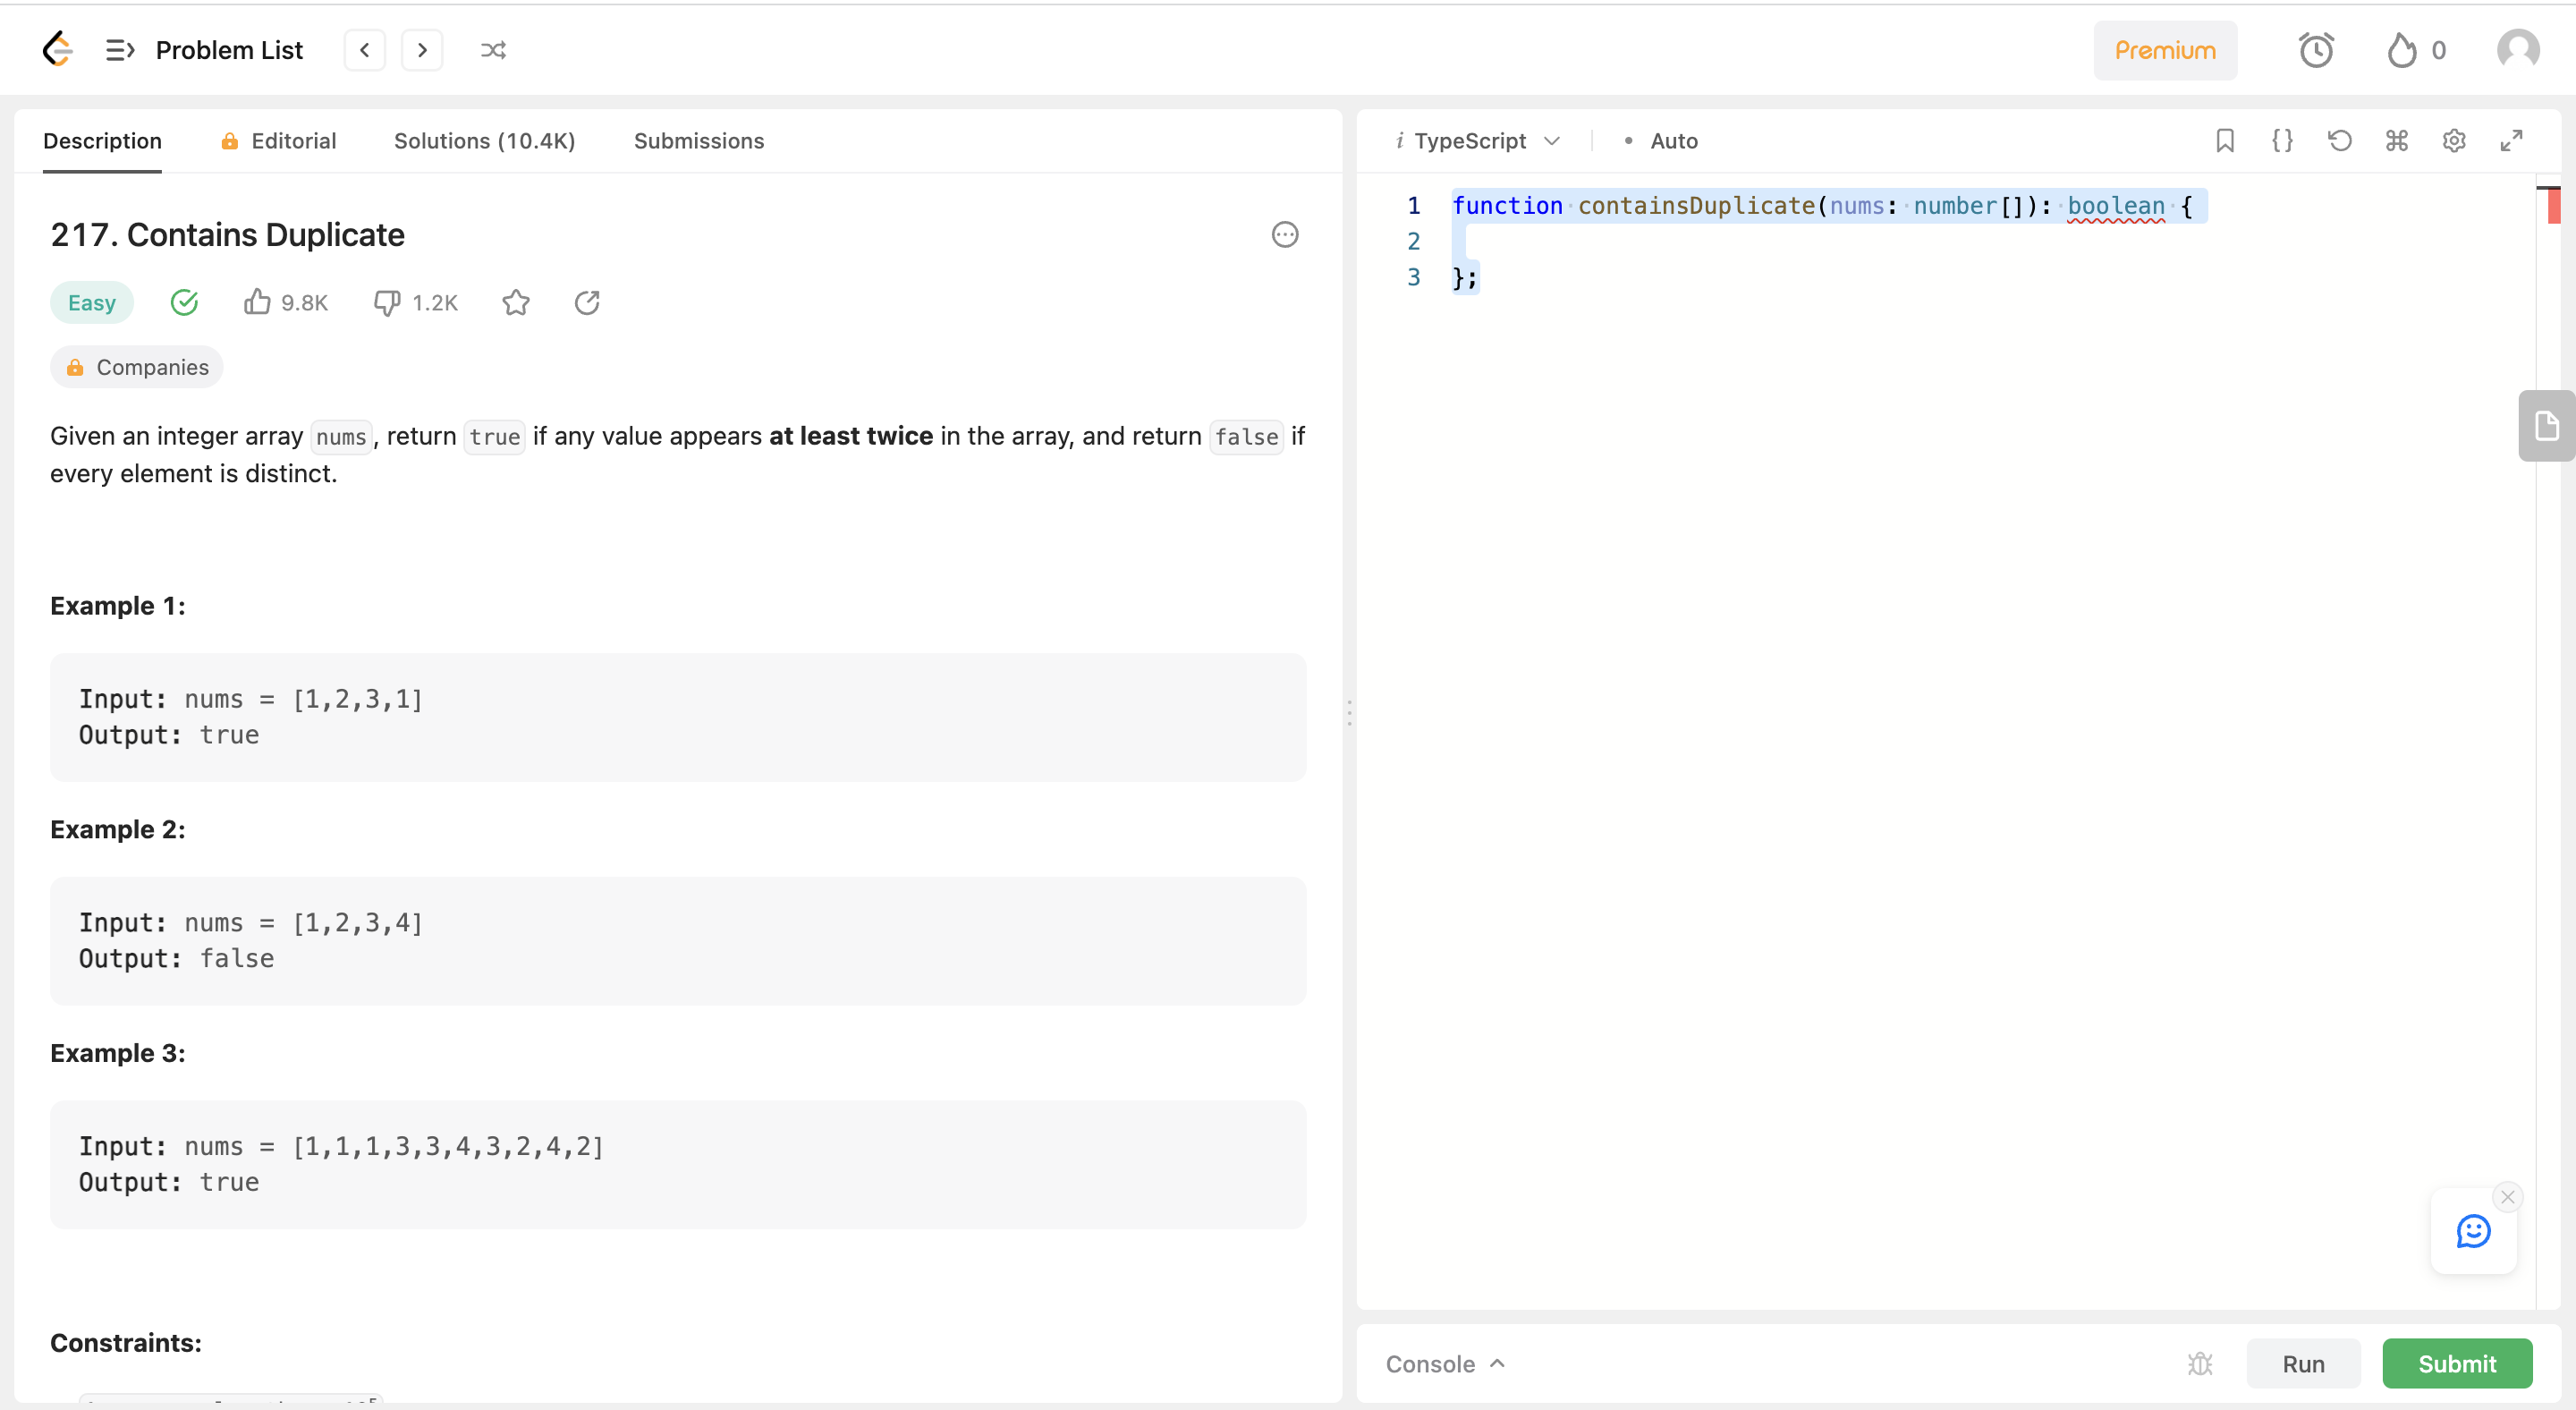 Problem List
Premium
0
Description Editorial Solutions (10.4K) Submissions
217. Contains Duplicate
Easy 9.8K 1.2K
Companies
Given an integer array nums, return true if any value appears at least twice in the array, and return false if
every element is distinct.
Example 1:
Input: nums = [1,2,3,1]
Output: true
Example 2:
Input: nums = [1,2,3,4]
Output: false
Example 3:
Input: nums = [1,1,1,3,3,4,3,2,4,2]
Output: true
Constraints:
i TypeScript • Auto
1 function containsDuplicate(nums: number[]): boolean {
2
3 };
Console
Run
Submit